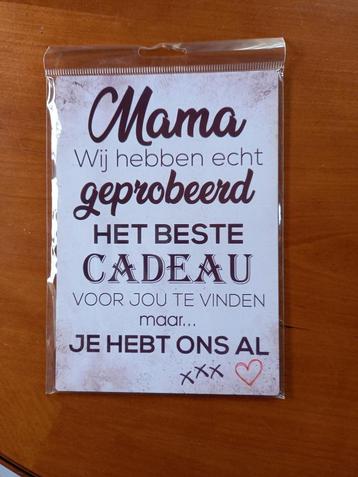 Mama
Wij hebben echt
geprobeerd
HET BESTE
CADEAU
VOOR JOU TE VINDEN
maar...
JE HEBT ONS AL
xxx